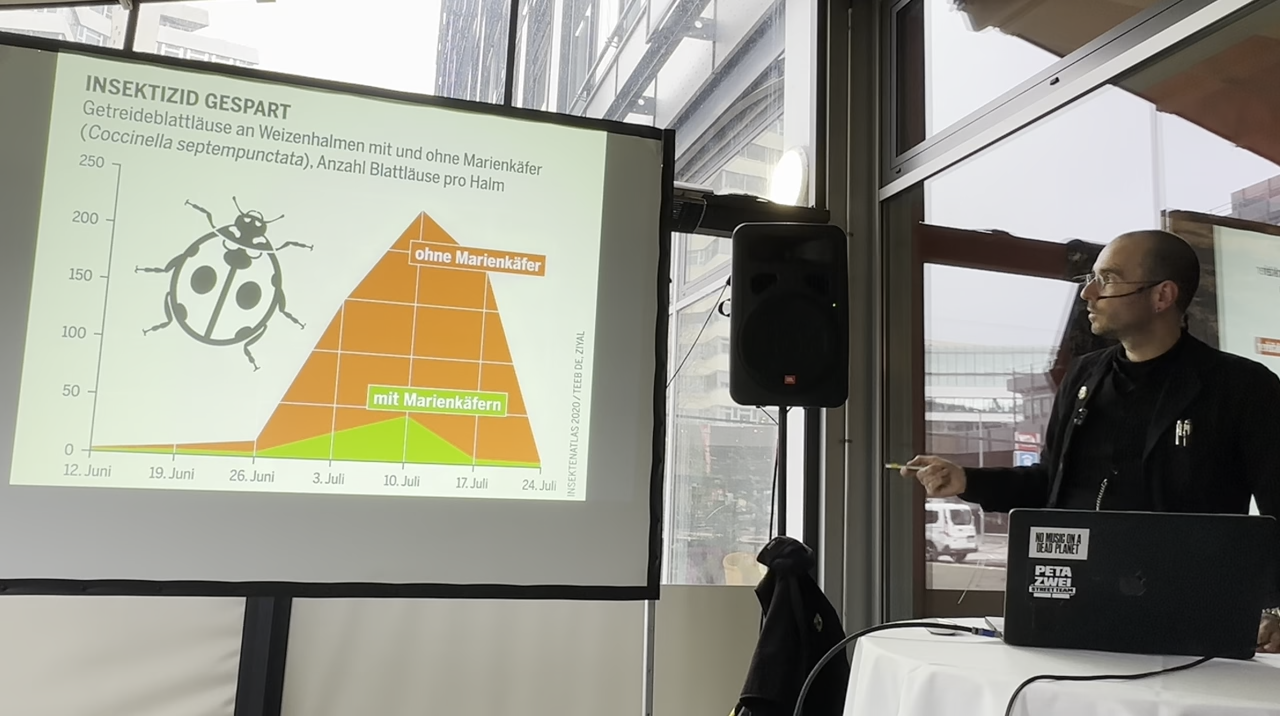 INSEKTIZID GESPART
Getreideblattläuse an Weizenhalmen mit und ohne Marienkäfer
(Coccinella septempunctata), Anzahl Blattläuse pro Halm
250
200
150
100
50
0
ohne Marienkäfer
mit Marienkäfern
12. Juni
19. Juni
26. Juni
3. Juli
10. Juli
17. Juli
24. Juli
INSEKTENATLAS 2020 / TEEB DE, ZIYAL
JBL
NO MUSIC ON A
DEAD PLANET
PETA
ZWEI
STREET TEAM